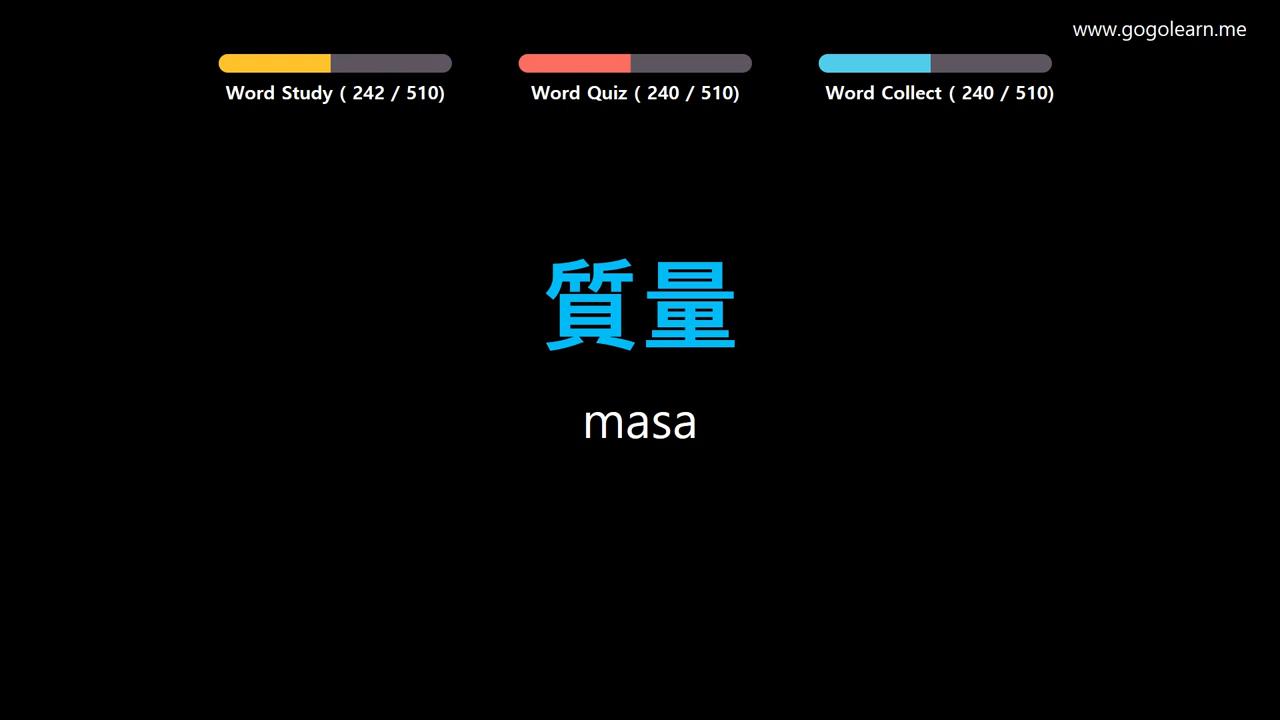 www.gogolearn.me
Word Study ( 242 / 510)
Word Quiz ( 240 / 510)
Word Collect ( 240 / 510)
質量
masa